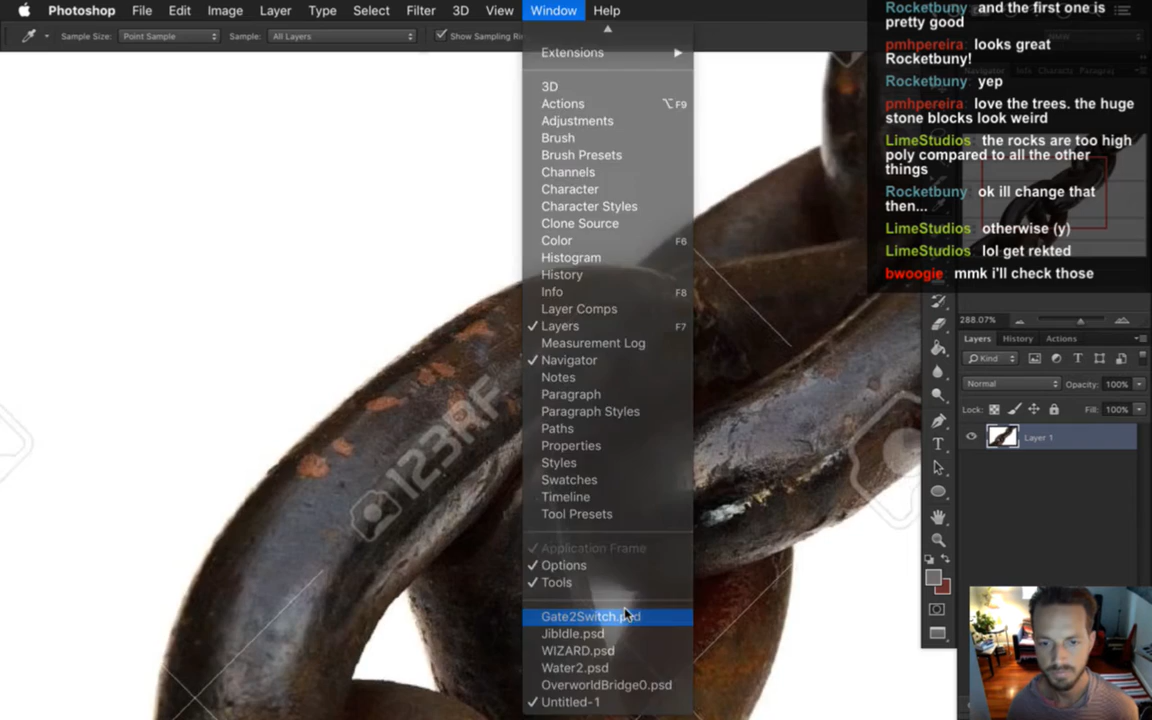 Photoshop File Edit Image Layer Type Select Filter 3D View Window Help
Sample Size: Point Sample Sample: All Layers Show Sampling Ri
Extensions
3D
Actions ⌥F9
Adjustments
Brush
Brush Presets
Channels
Character
Character Styles
Clone Source
Color F6
Histogram
History
Info F8
Layer Comps
✓ Layers F7
Measurement Log
✓ Navigator
Notes
Paragraph
Paragraph Styles
Paths
Properties
Styles
Swatches
Timeline
Tool Presets
✓ Application Frame
✓ Options
✓ Tools
Gate2Switch.psd
JibIdle.psd
WIZARD.psd
Water2.psd
OverworldBridge0.psd
✓ Untitled-1
123RF
Rocketbuny and the first one is
pretty good
pmhpereira looks great
Rocketbuny!
Rocketbuny yep
pmhpereira love the trees. the huge
stone blocks look weird
LimeStudios the rocks are too high
poly compared to all the other
things
Rocketbuny ok ill change that
then...
LimeStudios otherwise (y)
LimeStudios lol get rekted
bwoogie mmk i'll check those
288.07%
Layers History Actions
Kind
Normal Opacity: 100%
Lock: Fill: 100%
Layer 1